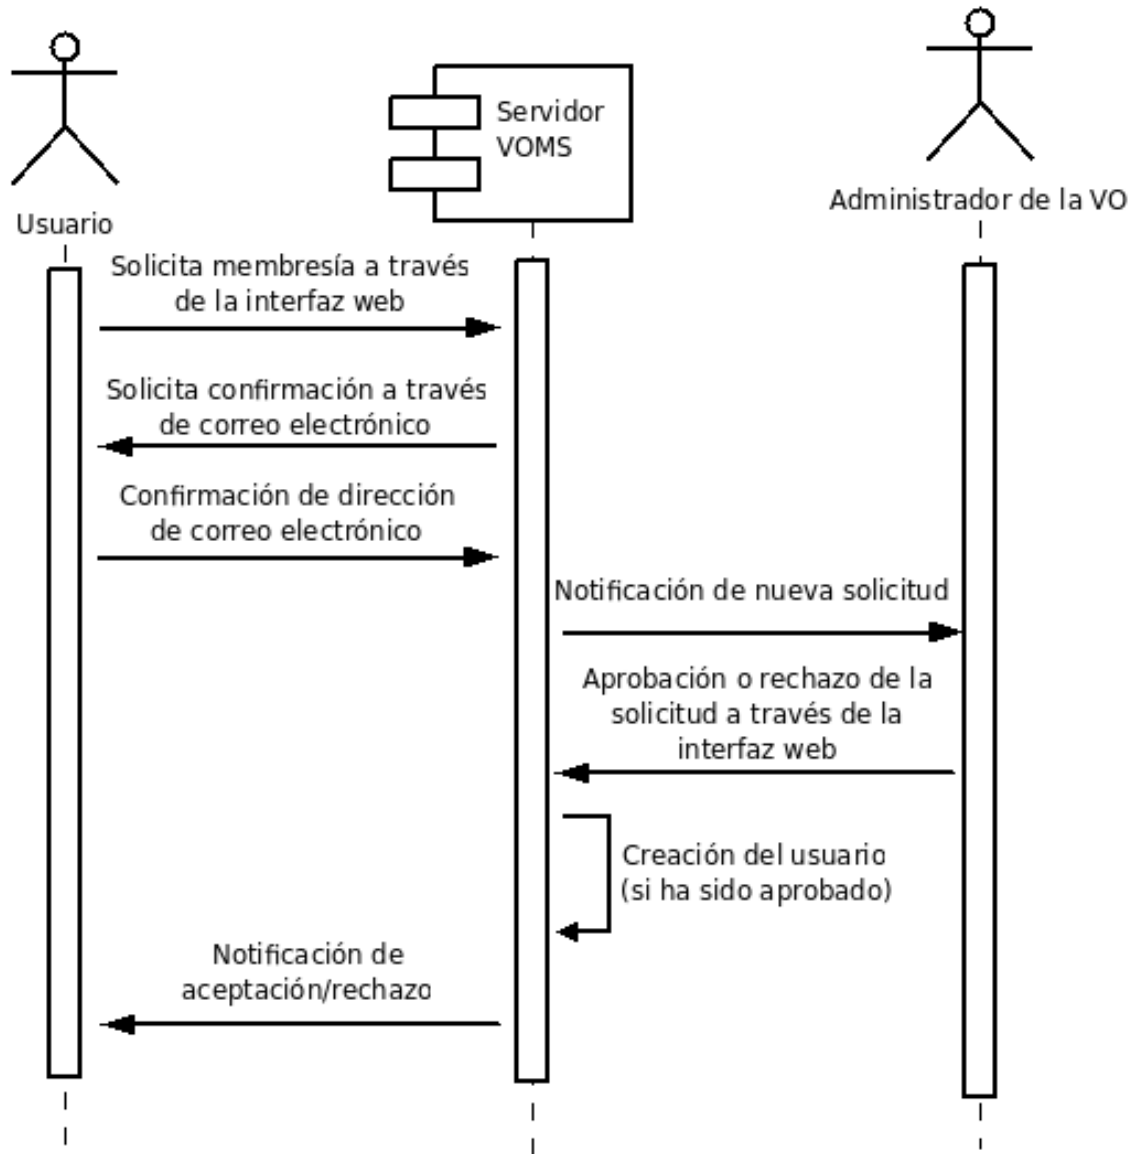 Servidor
VOMS
Administrador de la VO
Usuario
Solicita membresía a través
de la interfaz web
Solicita confirmación a través
de correo electrónico
Confirmación de dirección
de correo electrónico
Notificación de nueva solicitud
Aprobación o rechazo de la
solicitud a través de la
interfaz web
Creación del usuario
(si ha sido aprobado)
Notificación de
aceptación/rechazo